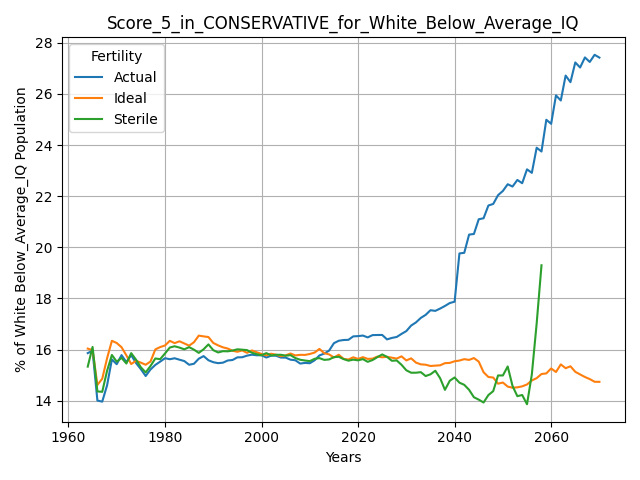 Score_5_in_CONSERVATIVE_for_White_Below_Average_IQ
28
26
24
22
20
18
16
14
% of White Below_Average_IQ Population
Fertility
Actual
Ideal
Sterile
1960
1980
2000
2020
2040
2060
Years